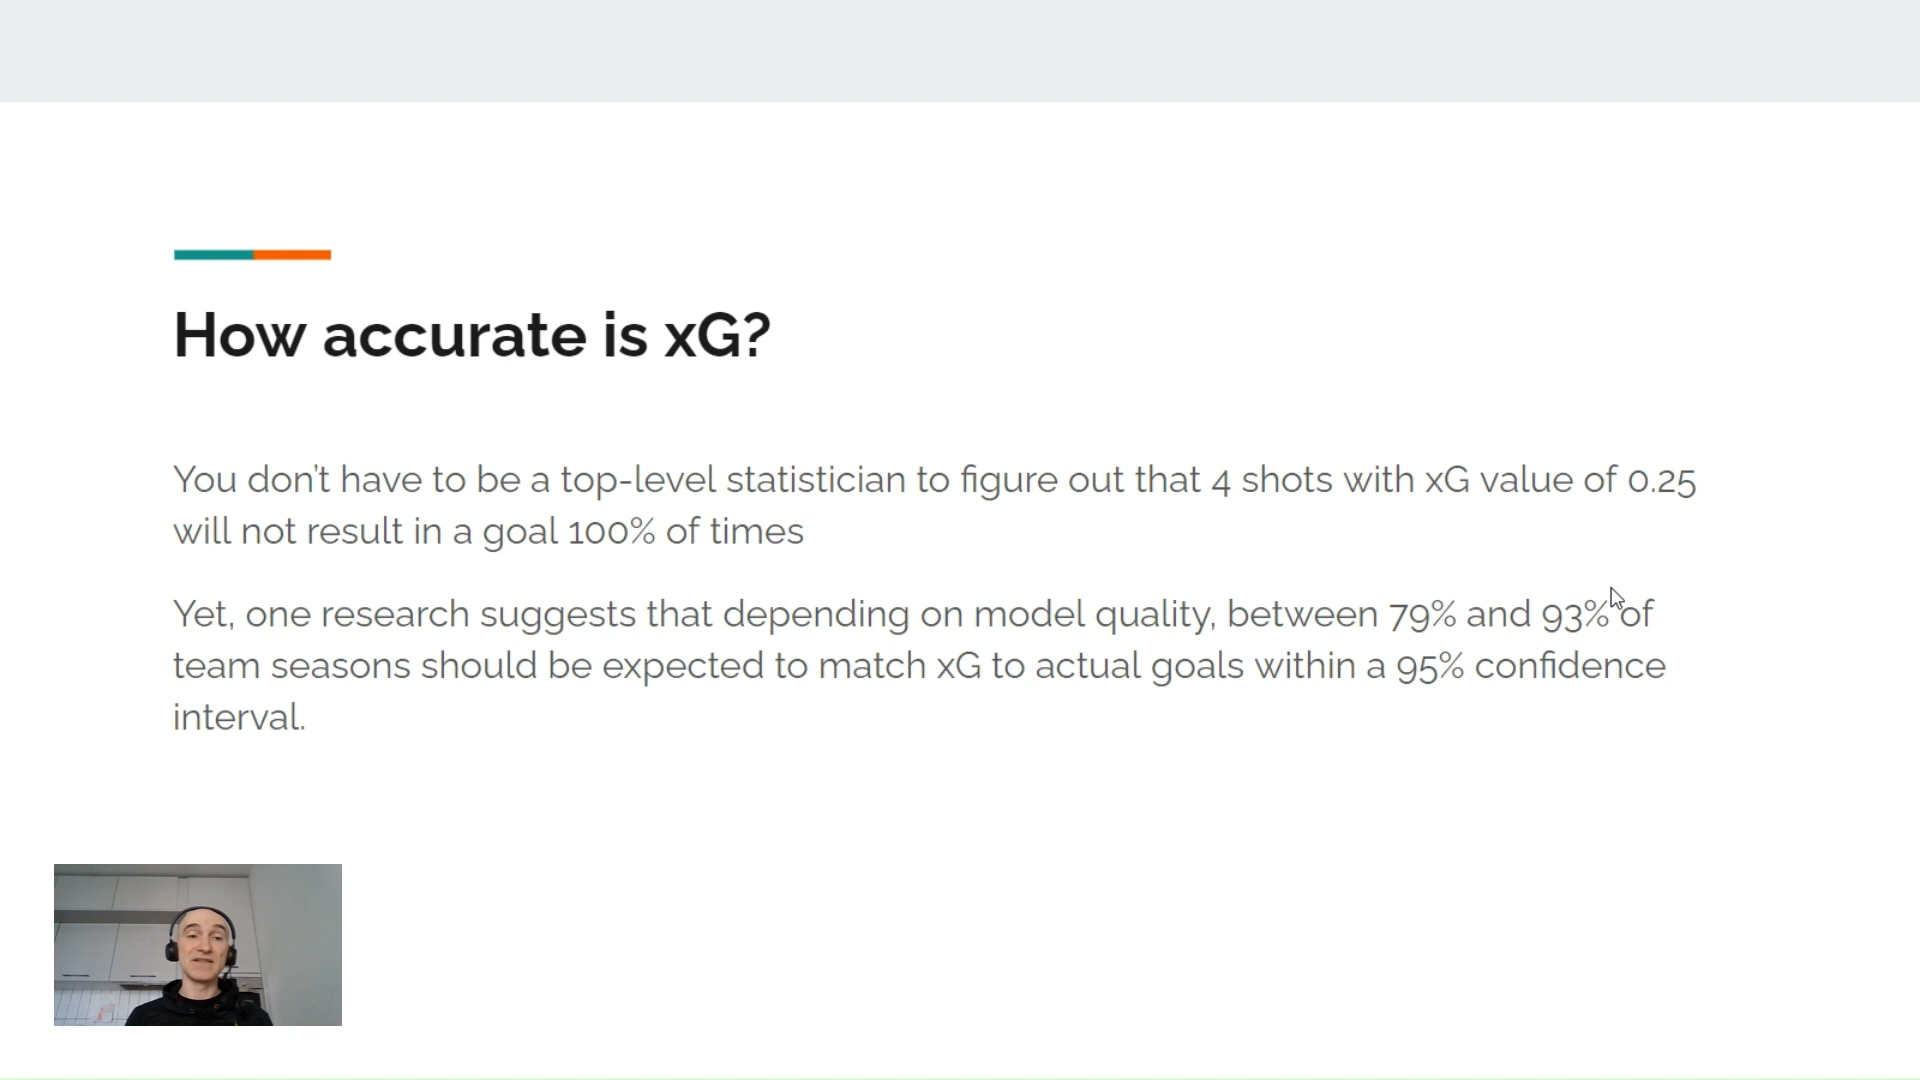 How accurate is xG?
You don’t have to be a top-level statistician to figure out that 4 shots with xG value of 0.25
will not result in a goal 100% of times
Yet, one research suggests that depending on model quality, between 79% and 93% of
team seasons should be expected to match xG to actual goals within a 95% confidence
interval.